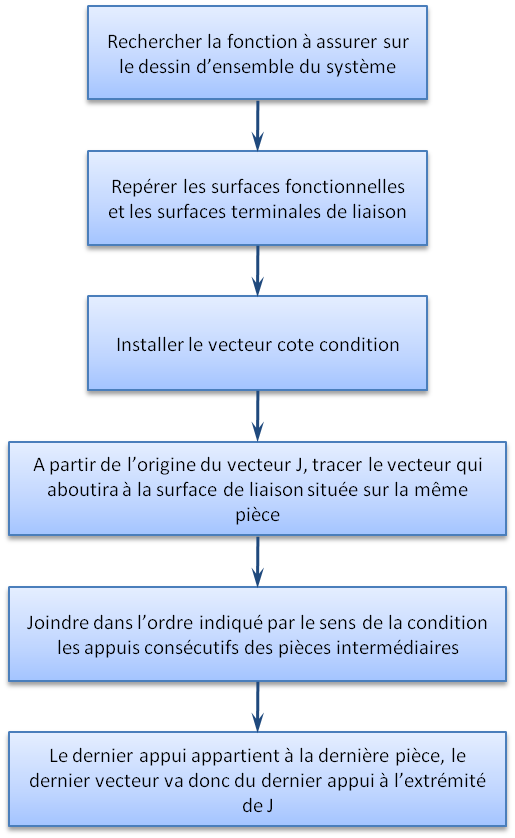 Rechercher la fonction à assurer sur
le dessin d’ensemble du système
Repérer les surfaces fonctionnelles
et les surfaces terminales de liaison
Installer le vecteur cote condition
A partir de l’origine du vecteur J, tracer le vecteur qui
aboutira à la surface de liaison située sur la même
pièce
Joindre dans l’ordre indiqué par le sens de la condition
les appuis consécutifs des pièces intermédiaires
Le dernier appui appartient à la dernière pièce, le
dernier vecteur va donc du dernier appui à l’extrémité
de J